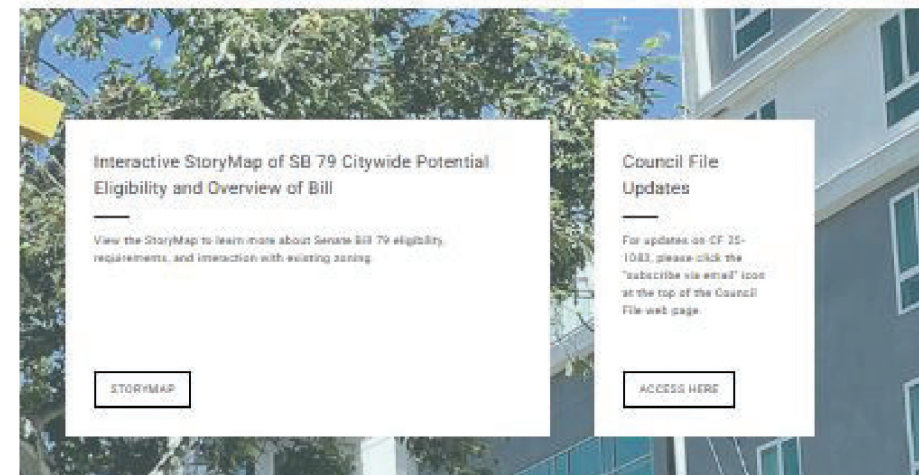 Interactive StoryMap of SB 79 Citywide Potential
Eligibility and Overview of Bill
View the StoryMap to learn more about Senate Bill 79 eligibility,
requirements, and interaction with existing zoning.
STORYMAP
Council File
Updates
For updates on CF 25-
1083, please click the
"subscribe via email" icon
at the top of the Council
File web page.
ACCESS HERE